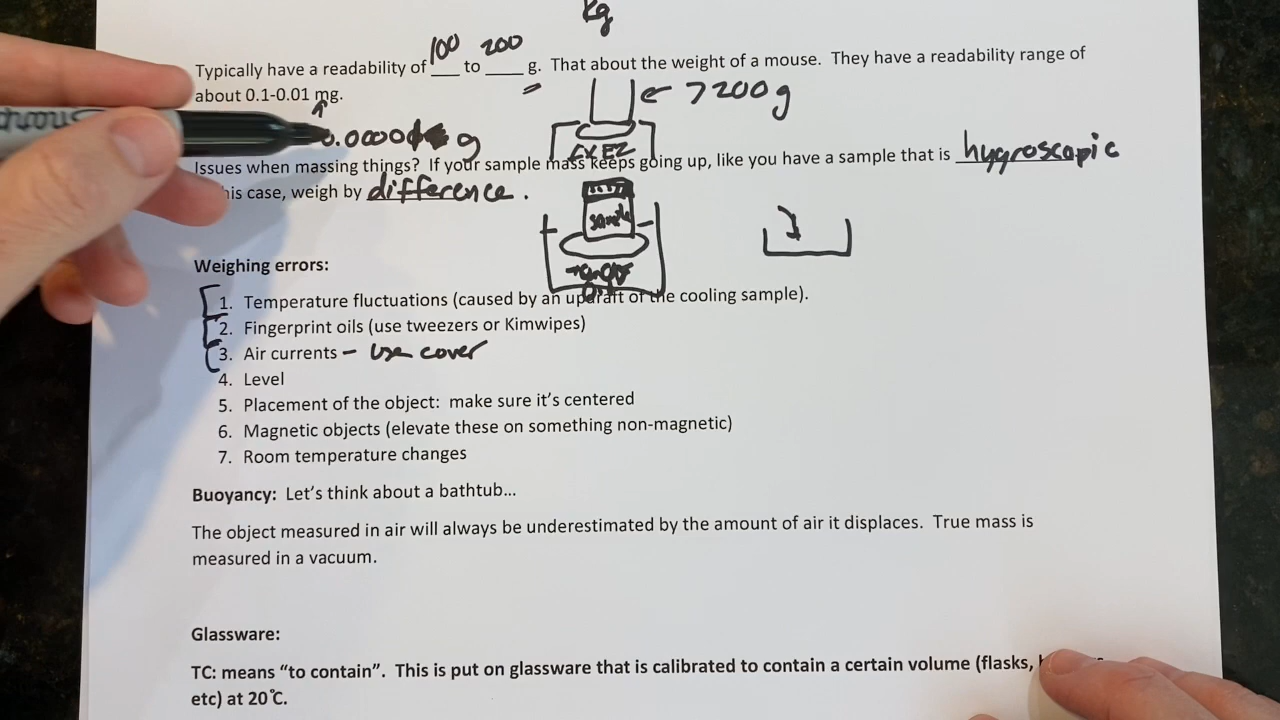 kg
100 200
Typically have a readability of ___ to ____ g. That about the weight of a mouse. They have a readability range of
about 0.1-0.01 mg.
7200g
g
Issues when massing things? If your sample mass keeps going up, like you have a sample that is hygroscopic
his case, weigh by difference.
sample
Weighing errors:
1. Temperature fluctuations (caused by an updraft of the cooling sample).
2. Fingerprint oils (use tweezers or Kimwipes)
3. Air currents – use cover
4. Level
5. Placement of the object: make sure it's centered
6. Magnetic objects (elevate these on something non-magnetic)
7. Room temperature changes
Buoyancy: Let's think about a bathtub…
The object measured in air will always be underestimated by the amount of air it displaces. True mass is
measured in a vacuum.
Glassware:
TC: means "to contain". This is put on glassware that is calibrated to contain a certain volume (flasks,
etc) at 20℃.